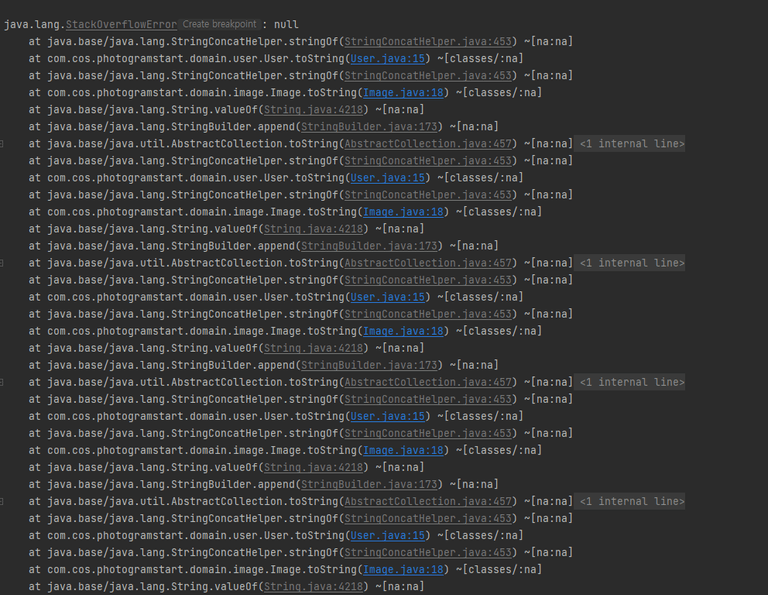 java.lang.StackOverflowError Create breakpoint : null
at java.base/java.lang.StringConcatHelper.stringOf(StringConcatHelper.java:453) ~[na:na]
at com.cos.photogramstart.domain.user.User.toString(User.java:15) ~[classes/:na]
at java.base/java.lang.StringConcatHelper.stringOf(StringConcatHelper.java:453) ~[na:na]
at com.cos.photogramstart.domain.image.Image.toString(Image.java:18) ~[classes/:na]
at java.base/java.lang.String.valueOf(String.java:4218) ~[na:na]
at java.base/java.lang.StringBuilder.append(StringBuilder.java:173) ~[na:na]
at java.base/java.util.AbstractCollection.toString(AbstractCollection.java:457) ~[na:na] <1 internal line>
at java.base/java.lang.StringConcatHelper.stringOf(StringConcatHelper.java:453) ~[na:na]
at com.cos.photogramstart.domain.user.User.toString(User.java:15) ~[classes/:na]
at java.base/java.lang.StringConcatHelper.stringOf(StringConcatHelper.java:453) ~[na:na]
at com.cos.photogramstart.domain.image.Image.toString(Image.java:18) ~[classes/:na]
at java.base/java.lang.String.valueOf(String.java:4218) ~[na:na]
at java.base/java.lang.StringBuilder.append(StringBuilder.java:173) ~[na:na]
at java.base/java.util.AbstractCollection.toString(AbstractCollection.java:457) ~[na:na] <1 internal line>
at java.base/java.lang.StringConcatHelper.stringOf(StringConcatHelper.java:453) ~[na:na]
at com.cos.photogramstart.domain.user.User.toString(User.java:15) ~[classes/:na]
at java.base/java.lang.StringConcatHelper.stringOf(StringConcatHelper.java:453) ~[na:na]
at com.cos.photogramstart.domain.image.Image.toString(Image.java:18) ~[classes/:na]
at java.base/java.lang.String.valueOf(String.java:4218) ~[na:na]
at java.base/java.lang.StringBuilder.append(StringBuilder.java:173) ~[na:na]
at java.base/java.util.AbstractCollection.toString(AbstractCollection.java:457) ~[na:na] <1 internal line>
at java.base/java.lang.StringConcatHelper.stringOf(StringConcatHelper.java:453) ~[na:na]
at com.cos.photogramstart.domain.user.User.toString(User.java:15) ~[classes/:na]
at java.base/java.lang.StringConcatHelper.stringOf(StringConcatHelper.java:453) ~[na:na]
at com.cos.photogramstart.domain.image.Image.toString(Image.java:18) ~[classes/:na]
at java.base/java.lang.String.valueOf(String.java:4218) ~[na:na]
at java.base/java.lang.StringBuilder.append(StringBuilder.java:173) ~[na:na]
at java.base/java.util.AbstractCollection.toString(AbstractCollection.java:457) ~[na:na] <1 internal line>
at java.base/java.lang.StringConcatHelper.stringOf(StringConcatHelper.java:453) ~[na:na]
at com.cos.photogramstart.domain.user.User.toString(User.java:15) ~[classes/:na]
at java.base/java.lang.StringConcatHelper.stringOf(StringConcatHelper.java:453) ~[na:na]
at com.cos.photogramstart.domain.image.Image.toString(Image.java:18) ~[classes/:na]
at java.base/java.lang.String.valueOf(String.java:4218) ~[na:na]